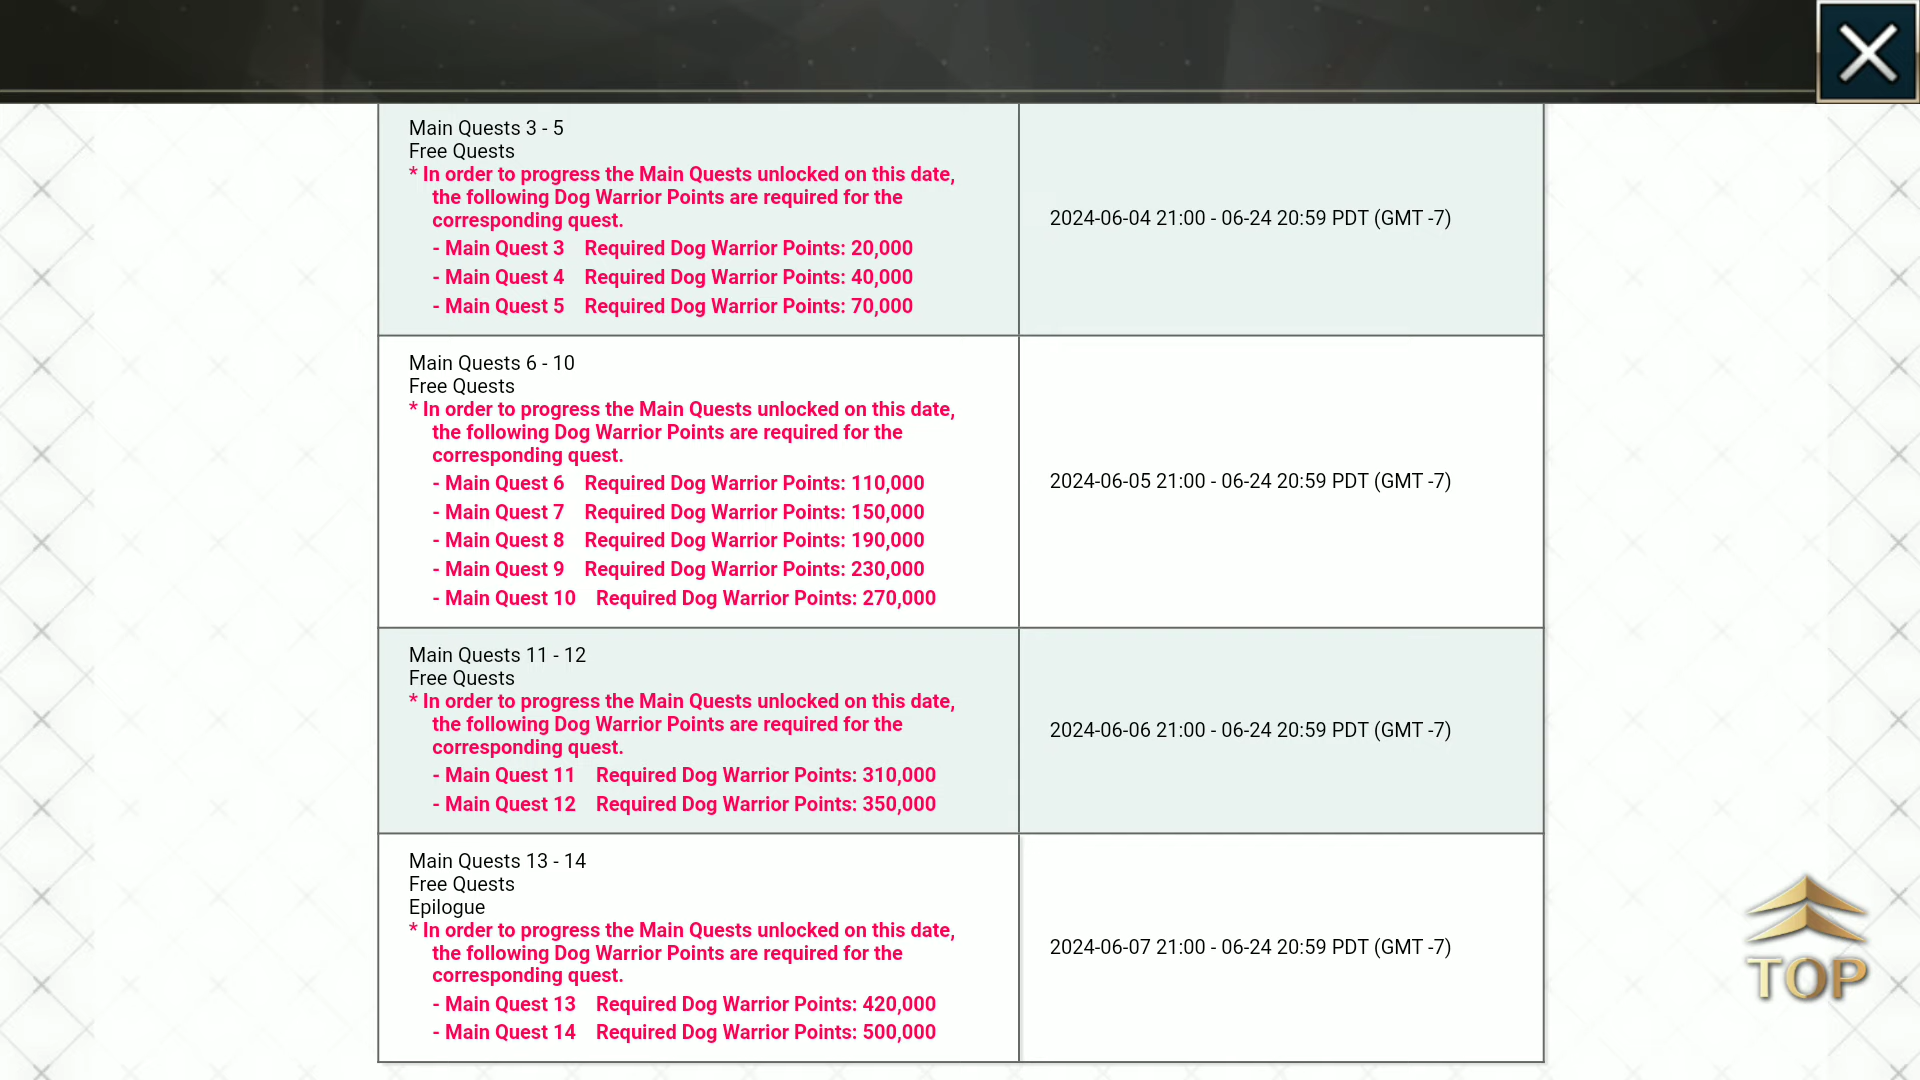 Main Quests 3 - 5
Free Quests
* In order to progress the Main Quests unlocked on this date,
the following Dog Warrior Points are required for the
corresponding quest.
- Main Quest 3 Required Dog Warrior Points: 20,000
- Main Quest 4 Required Dog Warrior Points: 40,000
- Main Quest 5 Required Dog Warrior Points: 70,000
2024-06-04 21:00 - 06-24 20:59 PDT (GMT -7)
Main Quests 6 - 10
Free Quests
* In order to progress the Main Quests unlocked on this date,
the following Dog Warrior Points are required for the
corresponding quest.
- Main Quest 6 Required Dog Warrior Points: 110,000
- Main Quest 7 Required Dog Warrior Points: 150,000
- Main Quest 8 Required Dog Warrior Points: 190,000
- Main Quest 9 Required Dog Warrior Points: 230,000
- Main Quest 10 Required Dog Warrior Points: 270,000
2024-06-05 21:00 - 06-24 20:59 PDT (GMT -7)
Main Quests 11 - 12
Free Quests
* In order to progress the Main Quests unlocked on this date,
the following Dog Warrior Points are required for the
corresponding quest.
- Main Quest 11 Required Dog Warrior Points: 310,000
- Main Quest 12 Required Dog Warrior Points: 350,000
2024-06-06 21:00 - 06-24 20:59 PDT (GMT -7)
Main Quests 13 - 14
Free Quests
Epilogue
* In order to progress the Main Quests unlocked on this date,
the following Dog Warrior Points are required for the
corresponding quest.
- Main Quest 13 Required Dog Warrior Points: 420,000
- Main Quest 14 Required Dog Warrior Points: 500,000
2024-06-07 21:00 - 06-24 20:59 PDT (GMT -7)
TOP